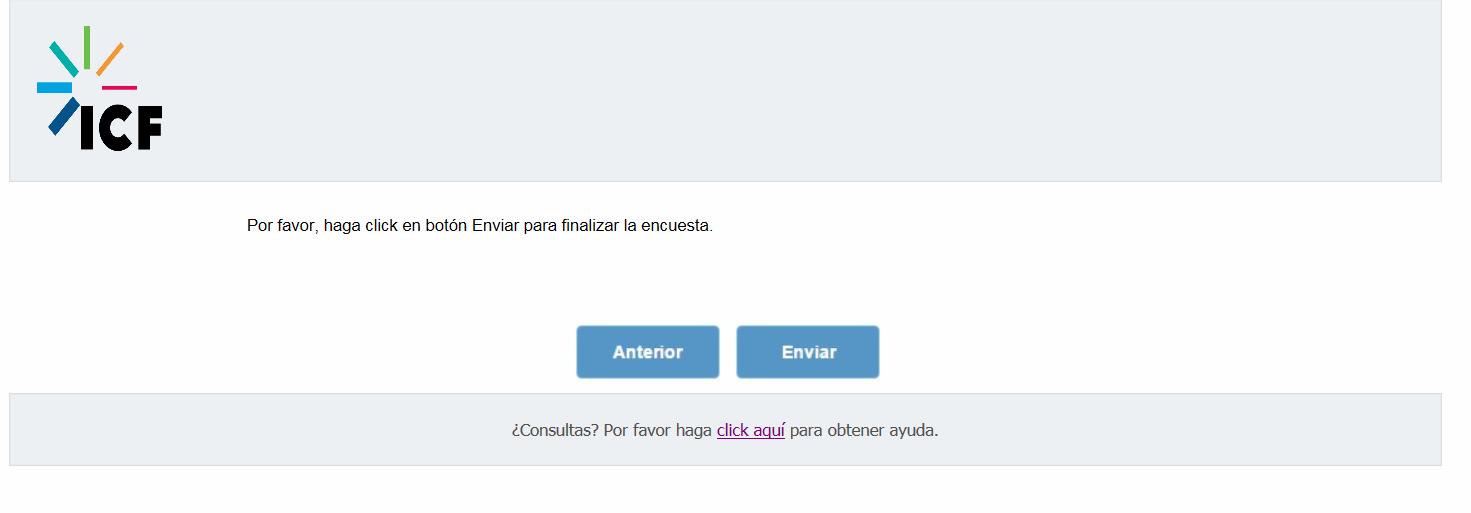 ICF
Por favor, haga click en botón Enviar para finalizar la encuesta.
Anterior
Enviar
¿Consultas? Por favor haga click aquí para obtener ayuda.